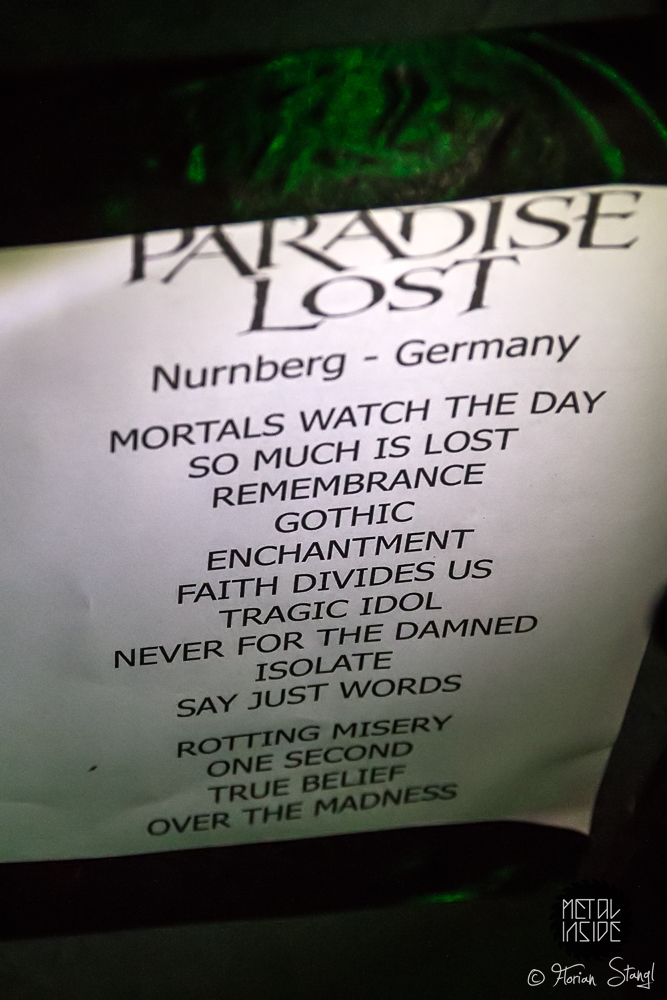 PARADISE
LOST
Nurnberg - Germany
MORTALS WATCH THE DAY
SO MUCH IS LOST
REMEMBRANCE
GOTHIC
ENCHANTMENT
FAITH DIVIDES US
TRAGIC IDOL
NEVER FOR THE DAMNED
ISOLATE
SAY JUST WORDS
ROTTING MISERY
ONE SECOND
TRUE BELIEF
OVER THE MADNESS
METAL
INSIDE
© Florian Stangl